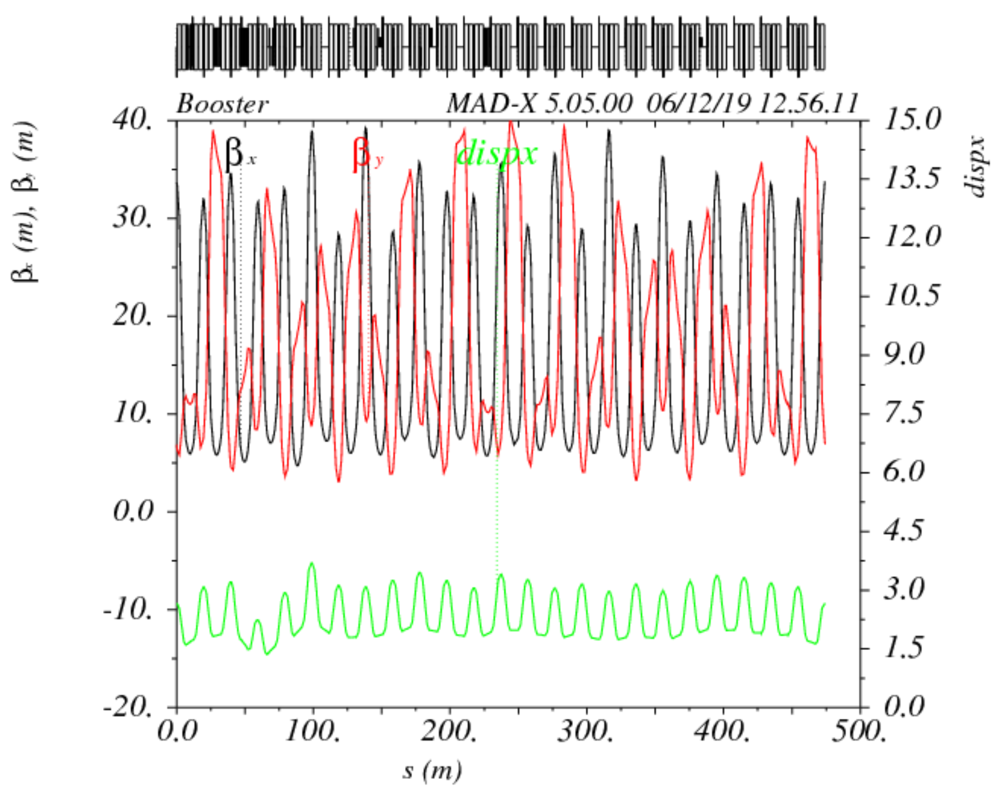 Booster MAD-X 5.05.00 06/12/19 12.56.11
β x (m), β y (m)
40.
30.
20.
10.
0.0
-10.
-20.
βx
βy
dispx
15.0
13.5
12.0
10.5
9.0
7.5
6.0
4.5
3.0
1.5
0.0
dispx
0.0 100. 200. 300. 400. 500.
s (m)